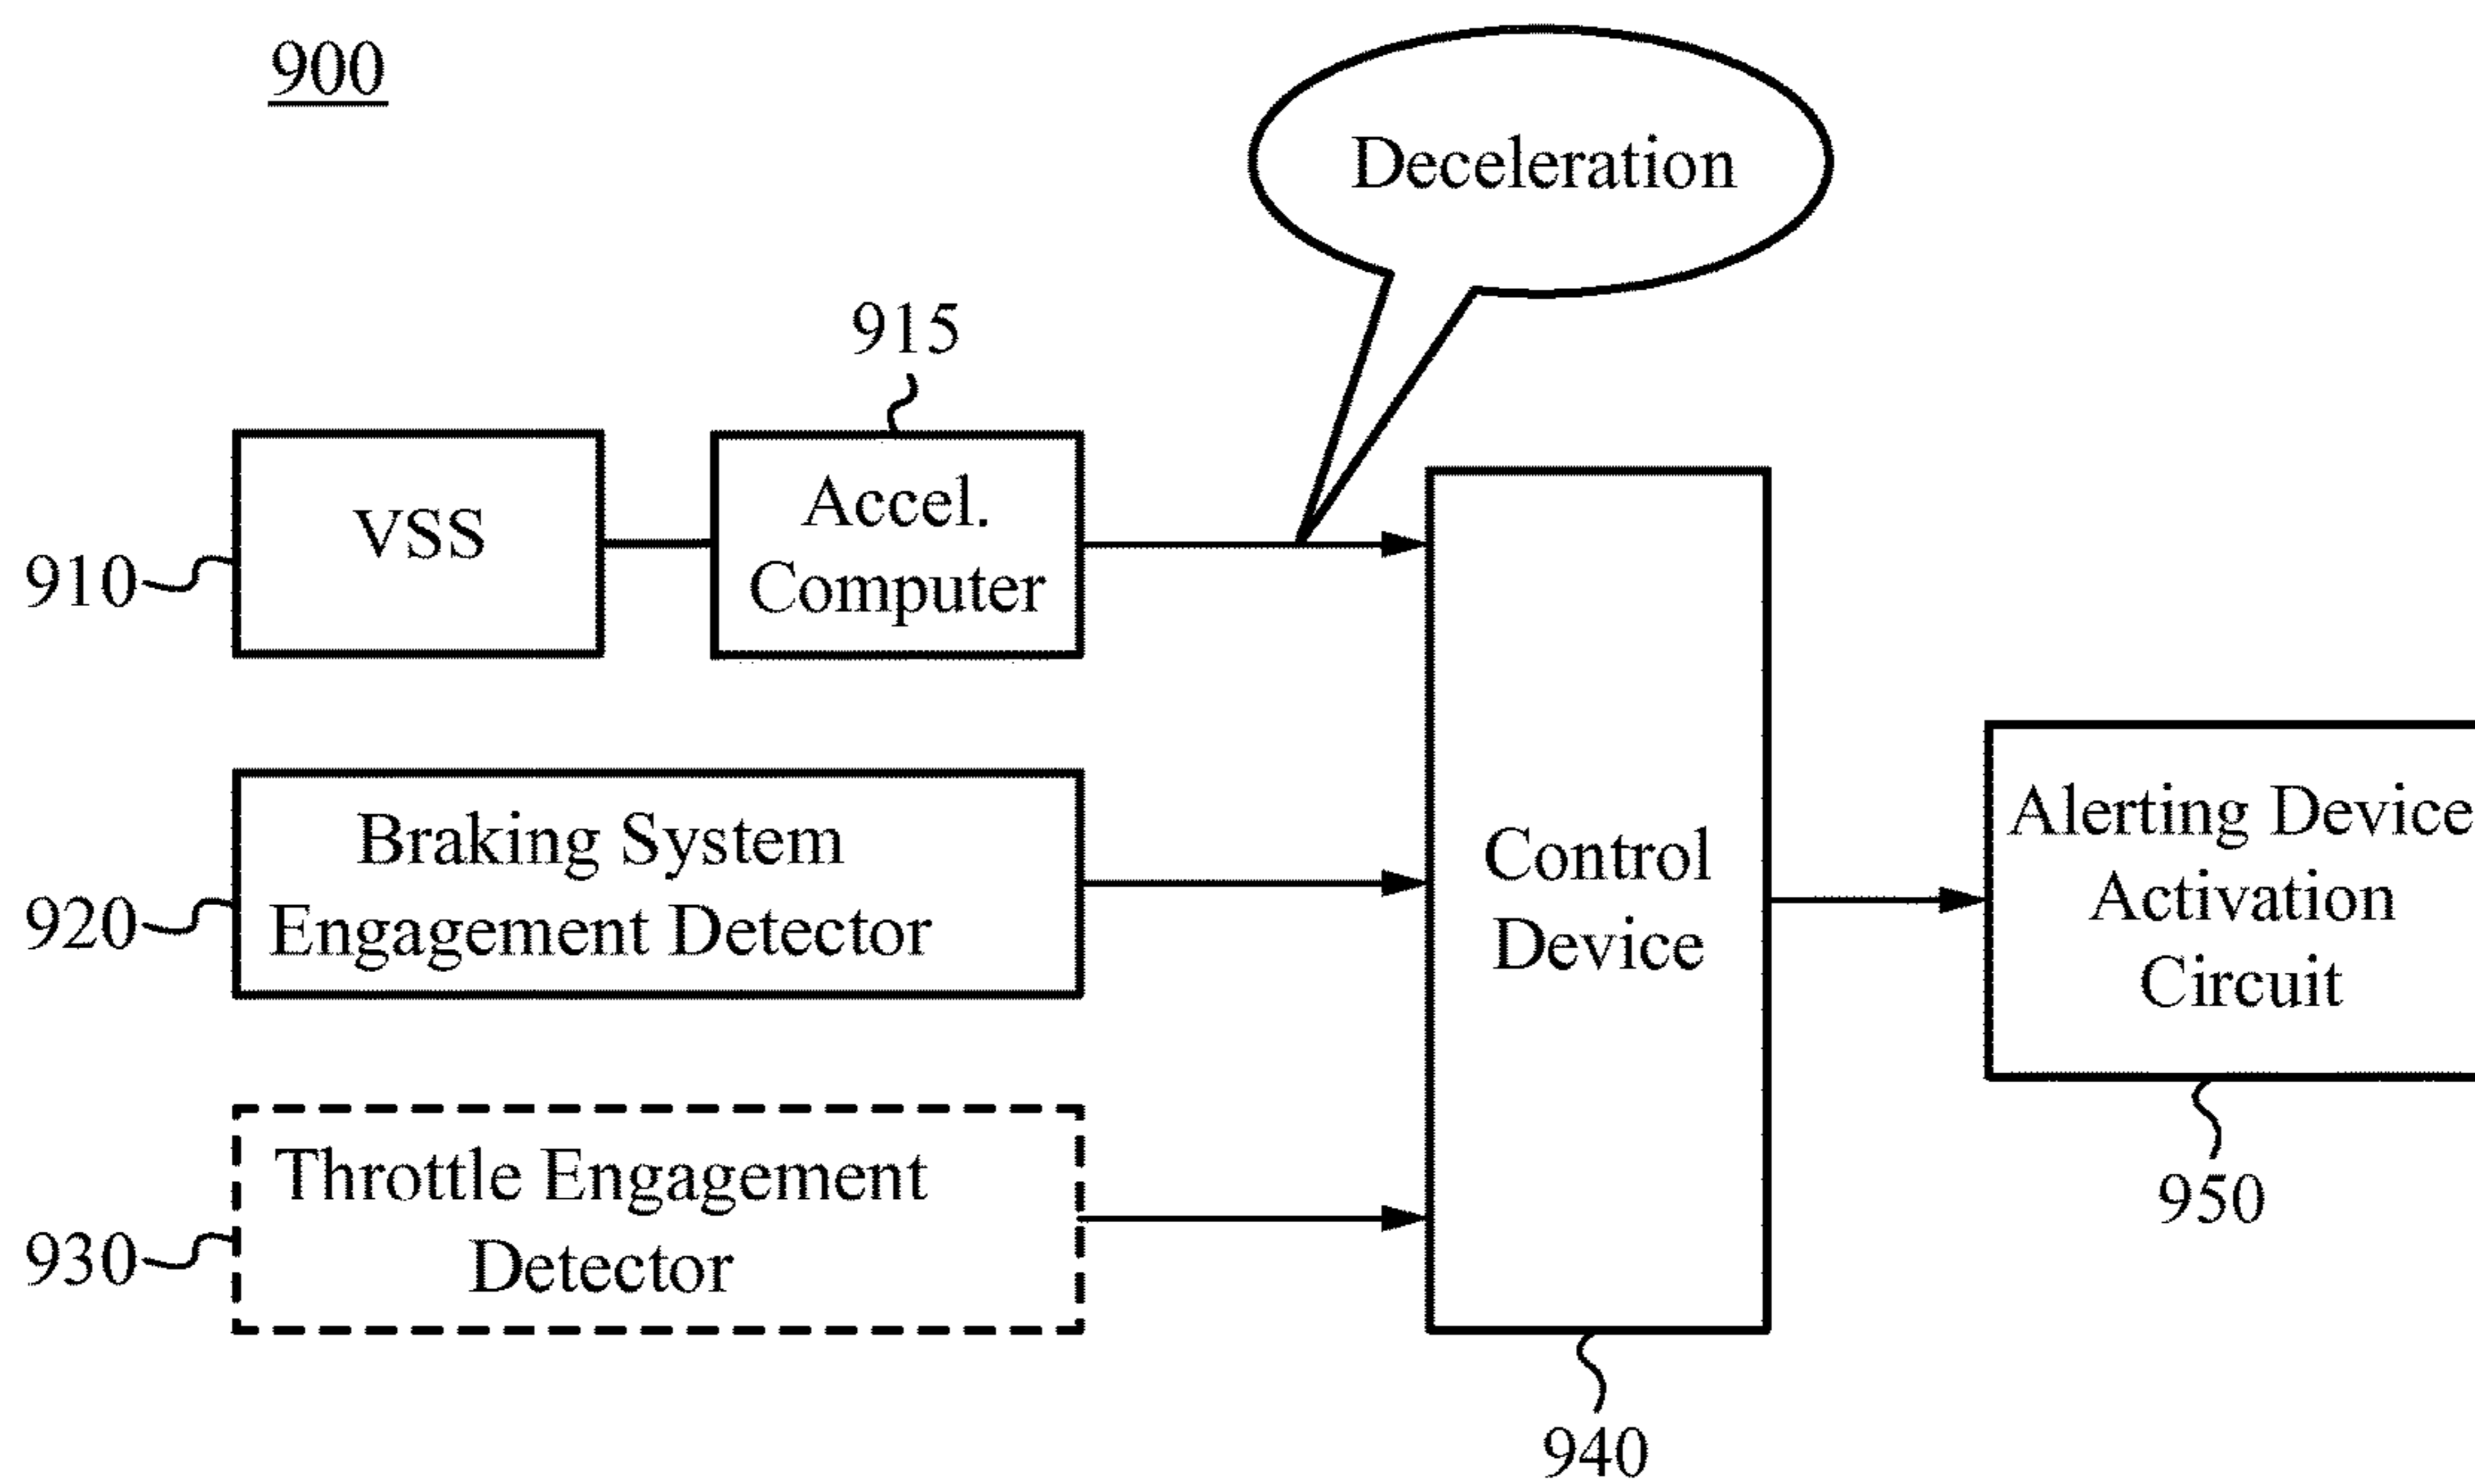 900
Deceleration
915
VSS
Accel.
Computer
910
Braking System
Engagement Detector
920
Control
Device
Alerting Device
Activation
Circuit
Throttle Engagement
Detector
930
950
940